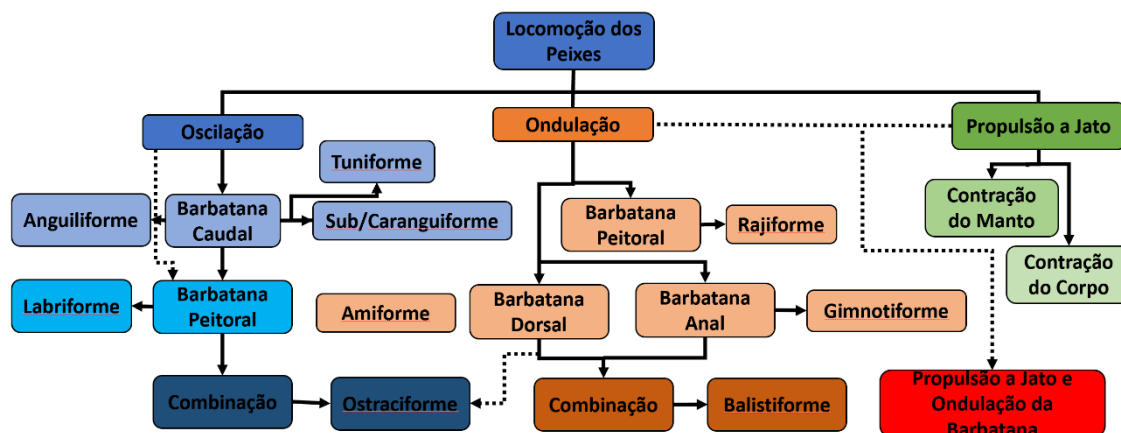 Locomoção dos
Peixes
Oscilação
Ondulação
Propulsão a Jato
Tuniforme
Anguiliforme
Barbatana
Caudal
Sub/Caranguiforme
Barbatana
Peitoral
Rajiforme
Contração
do Manto
Contração
do Corpo
Labriforme
Barbatana
Peitoral
Amiforme
Barbatana
Dorsal
Barbatana
Anal
Gimnotiforme
Combinação
Ostraciforme
Combinação
Balistiforme
Propulsão a Jato e
Ondulação da
Barbatana